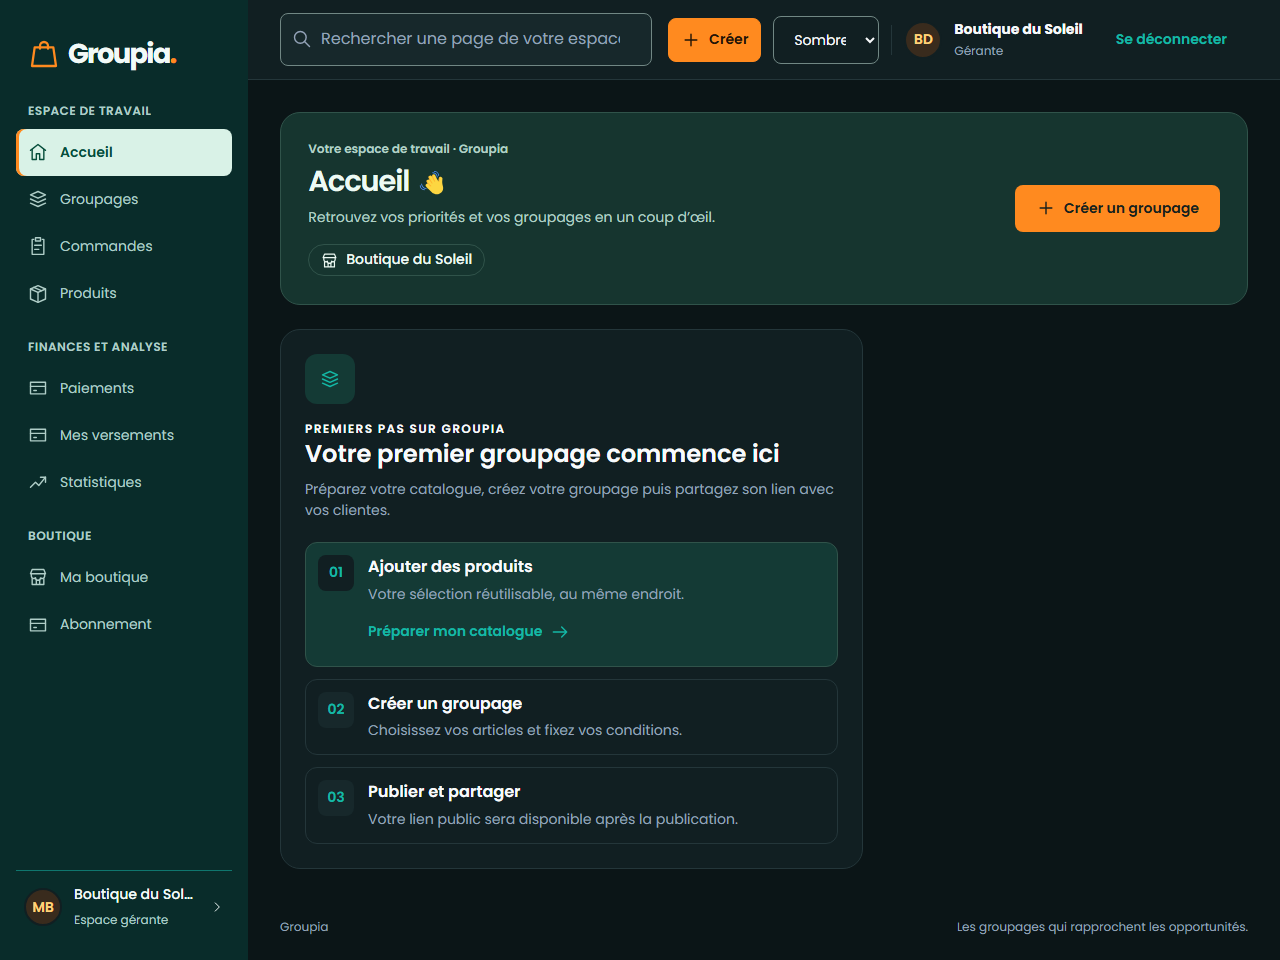 Groupia.
Rechercher une page de votre espac
Créer
Sombre
BD
Boutique du Soleil
Gérante
Se déconnecter
ESPACE DE TRAVAIL
Accueil
Groupages
Commandes
Produits
FINANCES ET ANALYSE
Paiements
Mes versements
Statistiques
BOUTIQUE
Ma boutique
Abonnement
MB
Boutique du Sol...
Espace gérante
Votre espace de travail · Groupia
Accueil 👋
Retrouvez vos priorités et vos groupages en un coup d’œil.
Boutique du Soleil
Créer un groupage
PREMIERS PAS SUR GROUPIA
Votre premier groupage commence ici
Préparez votre catalogue, créez votre groupage puis partagez son lien avec
vos clientes.
01
Ajouter des produits
Votre sélection réutilisable, au même endroit.
Préparer mon catalogue →
02
Créer un groupage
Choisissez vos articles et fixez vos conditions.
03
Publier et partager
Votre lien public sera disponible après la publication.
Groupia
Les groupages qui rapprochent les opportunités.